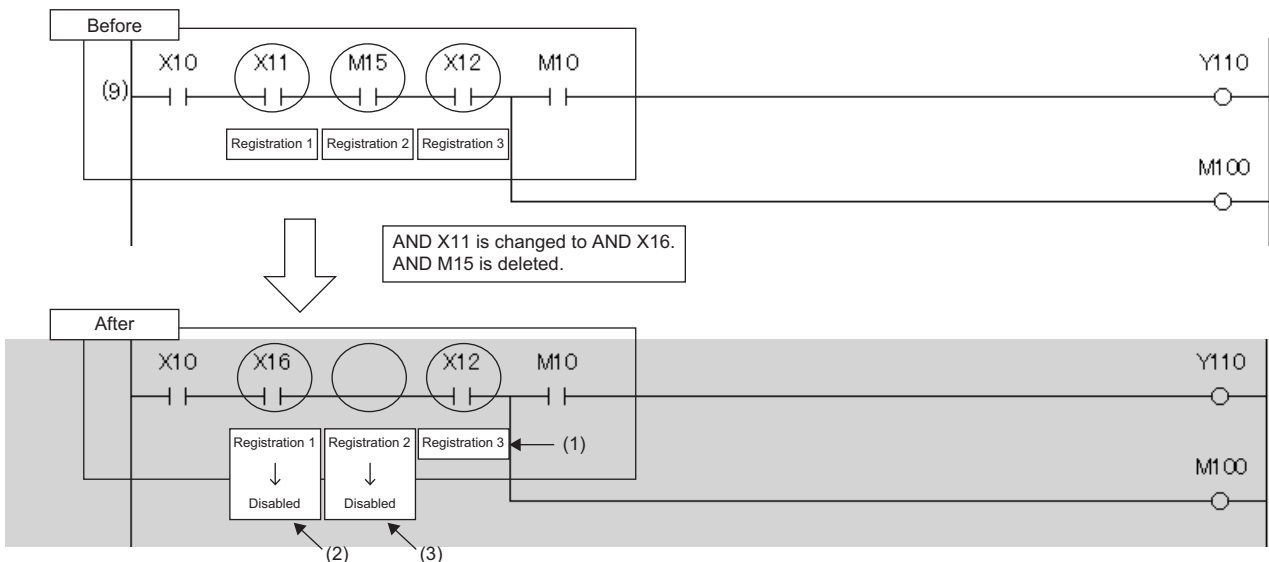 Before
X10 X11 M15 X12 M10 Y110
(9)
Registration 1 Registration 2 Registration 3
M100
AND X11 is changed to AND X16.
AND M15 is deleted.
After
X10 X16 X12 M10 Y110
Registration 1 Registration 2 Registration 3 (1)
↓ ↓
M100
Disabled Disabled
(2) (3)